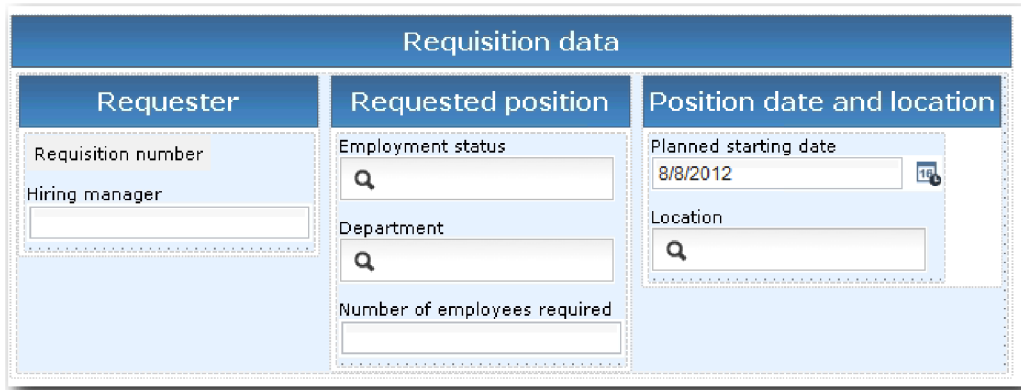 Requisition data
Requester
Requisition number
Hiring manager
Requested position
Employment status
Department
Number of employees required
Position date and location
Planned starting date
8/8/2012
16
Location